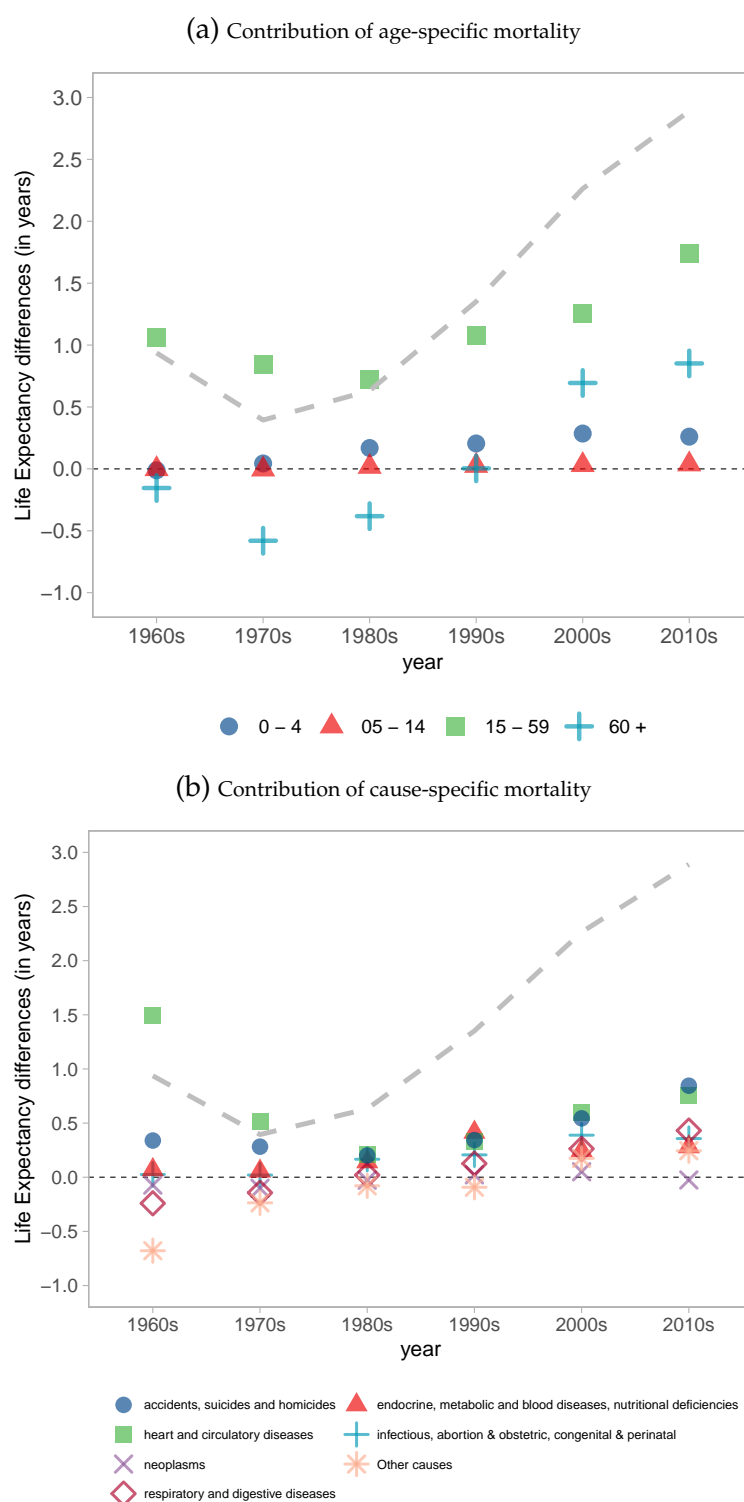 (a) Contribution of age-specific mortality
3.0
2.5
2.0
1.5
1.0
0.5
0.0
−0.5
−1.0
Life Expectancy differences (in years)
1960s 1970s 1980s 1990s 2000s 2010s
year
0 − 4 05 − 14 15 − 59 60 +
(b) Contribution of cause-specific mortality
3.0
2.5
2.0
1.5
1.0
0.5
0.0
−0.5
−1.0
Life Expectancy differences (in years)
1960s 1970s 1980s 1990s 2000s 2010s
year
accidents, suicides and homicides endocrine, metabolic and blood diseases, nutritional deficiencies
heart and circulatory diseases infectious, abortion & obstetric, congenital & perinatal
neoplasms Other causes
respiratory and digestive diseases